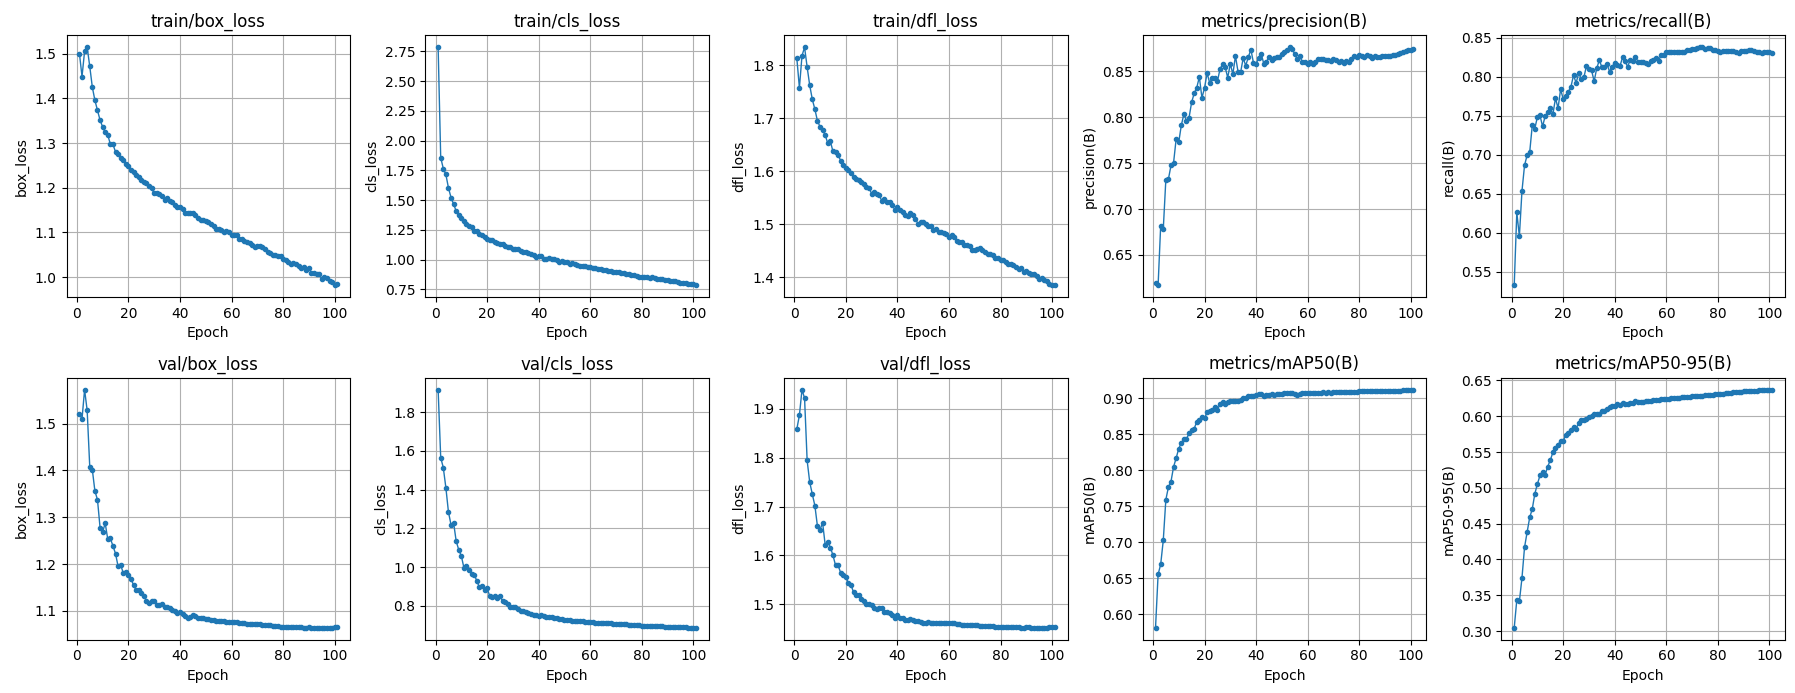 train/box_loss
train/cls_loss
train/dfl_loss
metrics/precision(B)
metrics/recall(B)
box_loss
1.5
1.4
1.3
1.2
1.1
1.0
0 20 40 60 80 100
Epoch
cls_loss
2.75
2.50
2.25
2.00
1.75
1.50
1.25
1.00
0.75
0 20 40 60 80 100
Epoch
dfl_loss
1.8
1.7
1.6
1.5
1.4
0 20 40 60 80 100
Epoch
precision(B)
0.85
0.80
0.75
0.70
0.65
0 20 40 60 80 100
Epoch
recall(B)
0.85
0.80
0.75
0.70
0.65
0.60
0.55
0 20 40 60 80 100
Epoch
val/box_loss
val/cls_loss
val/dfl_loss
metrics/mAP50(B)
metrics/mAP50-95(B)
box_loss
1.5
1.4
1.3
1.2
1.1
0 20 40 60 80 100
Epoch
cls_loss
1.8
1.6
1.4
1.2
1.0
0.8
0 20 40 60 80 100
Epoch
dfl_loss
1.9
1.8
1.7
1.6
1.5
0 20 40 60 80 100
Epoch
mAP50(B)
0.90
0.85
0.80
0.75
0.70
0.65
0.60
0 20 40 60 80 100
Epoch
mAP50-95(B)
0.65
0.60
0.55
0.50
0.45
0.40
0.35
0.30
0 20 40 60 80 100
Epoch